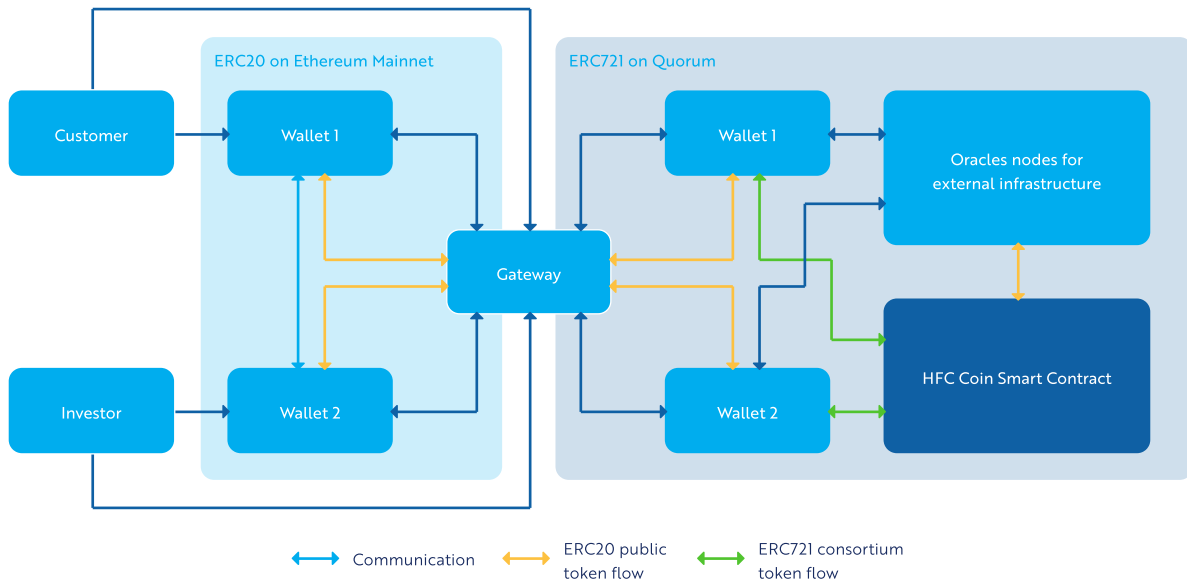 ERC20 on Ethereum Mainnet
ERC721 on Quorum
Customer
Wallet 1
Wallet 1
Oracles nodes for
external infrastructure
Gateway
Investor
Wallet 2
Wallet 2
HFC Coin Smart Contract
Communication
ERC20 public
token flow
ERC721 consortium
token flow